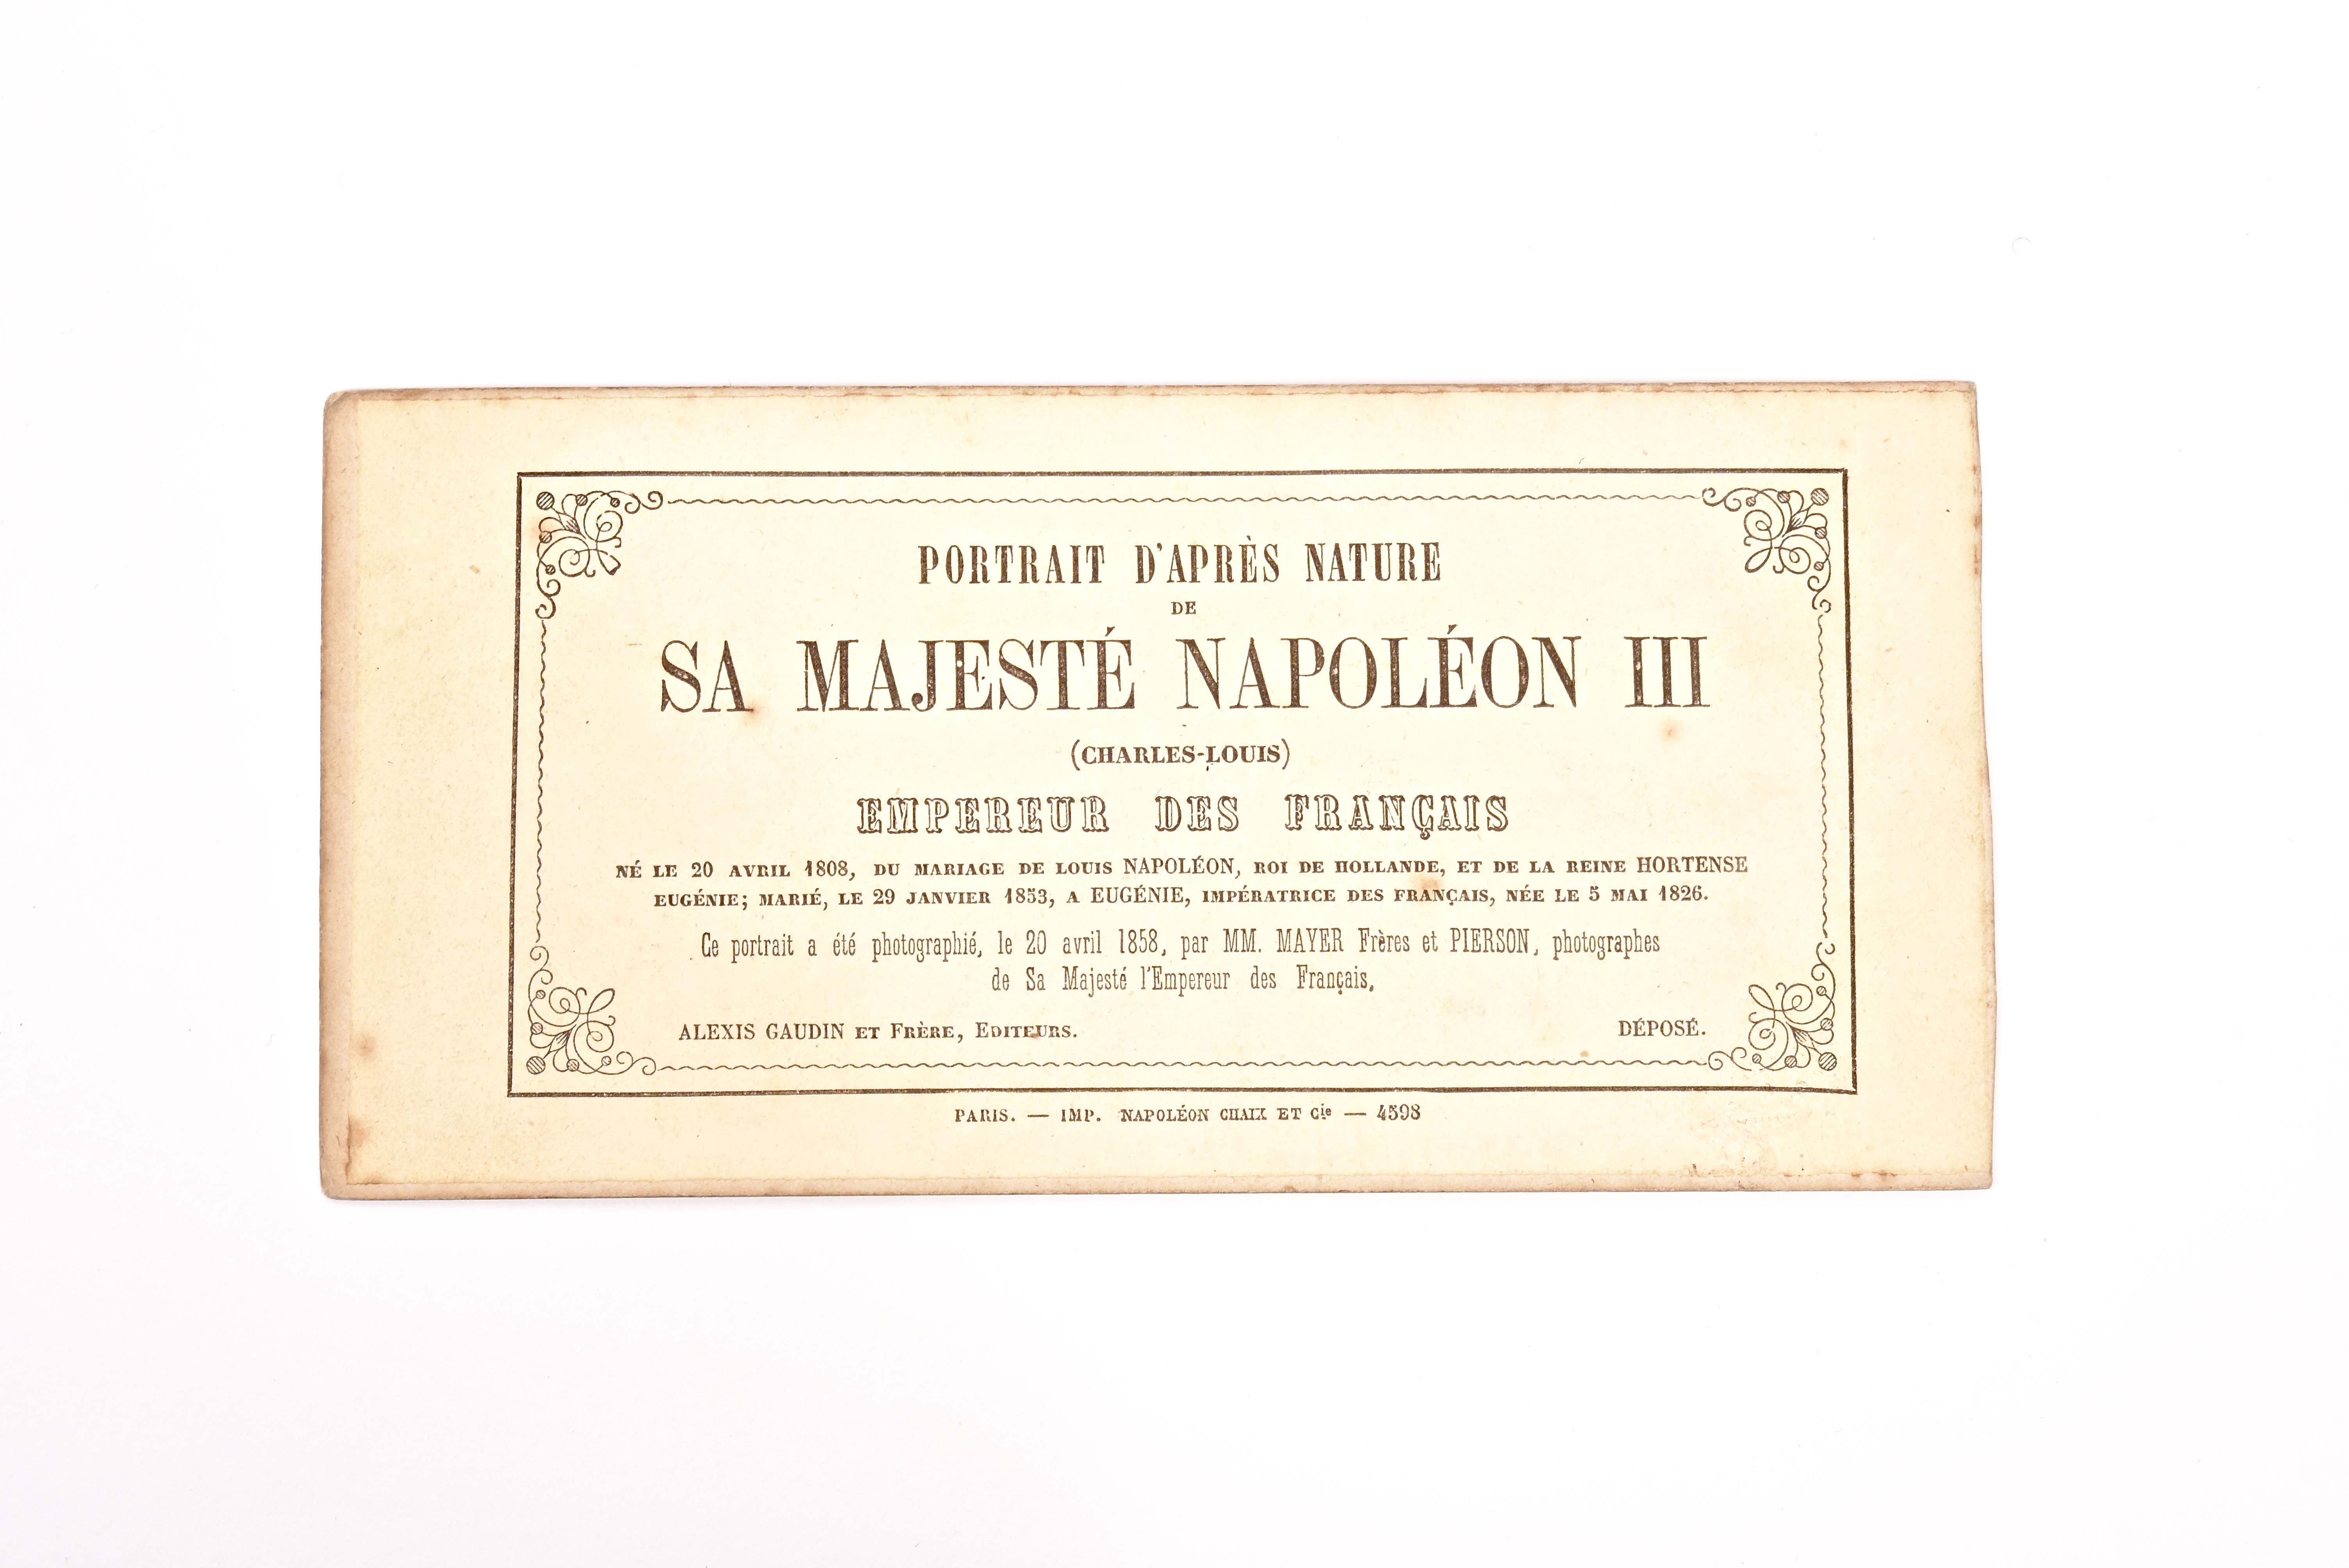 PORTRAIT D'APRÈS NATURE
DE
SA MAJESTÉ NAPOLÉON III
(CHARLES-LOUIS)
EMPEREUR DES FRANÇAIS
NÉ LE 20 AVRIL 1808, DU MARIAGE DE LOUIS NAPOLÉON, ROI DE HOLLANDE, ET DE LA REINE HORTENSE
EUGÉNIE; MARIÉ, LE 29 JANVIER 1853, A EUGÉNIE, IMPÉRATRICE DES FRANÇAIS, NÉE LE 5 MAI 1826.
Ce portrait a été photographié, le 20 avril 1858, par MM. MAYER Frères et PIERSON, photographes
de Sa Majesté l'Empereur des Français.
ALEXIS GAUDIN ET FRÈRE, EDITEURS. DÉPOSÉ.
PARIS. — IMP. NAPOLÉON CHAIX ET Cie — 4598